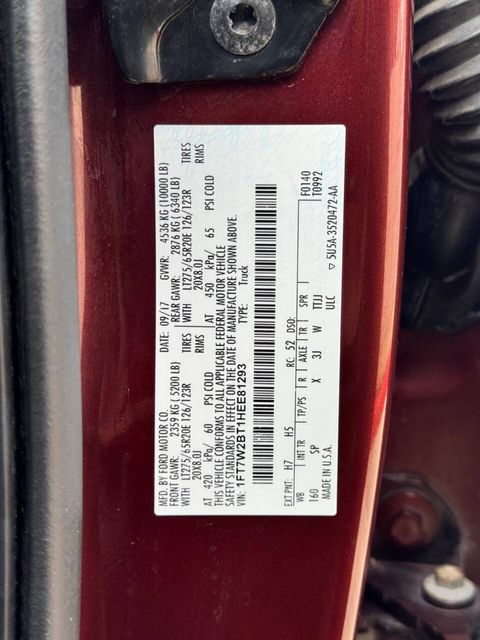 MFD. BY FORD MOTOR CO.
DATE: 09/17 GVWR: 4536 KG (10000 LB)
FRONT GAWR: 2359 KG (5200 LB) REAR GAWR: 2876 KG (6340 LB)
WITH LT275/65R20E 126/123R TIRES WITH LT275/65R20E 126/123R TIRES
20X8.0J RIMS 20X8.0J RIMS
AT 420 kPa/ 60 PSI COLD AT 450 kPa/ 65 PSI COLD
THIS VEHICLE CONFORMS TO ALL APPLICABLE FEDERAL MOTOR VEHICLE
SAFETY STANDARDS IN EFFECT ON THE DATE OF MANUFACTURE SHOWN ABOVE.
VIN: 1FT7W2BT1HEE81293 TYPE: Truck
F0140
T0992
EXT PNT: H7 H5 RC: 52 DSO:
WB INT TR TP/PS R AXLE TR SPR
160 SP X 3J W TTJJ
MADE IN U.S.A. ULC
▽ 5U5A-3520472-AA